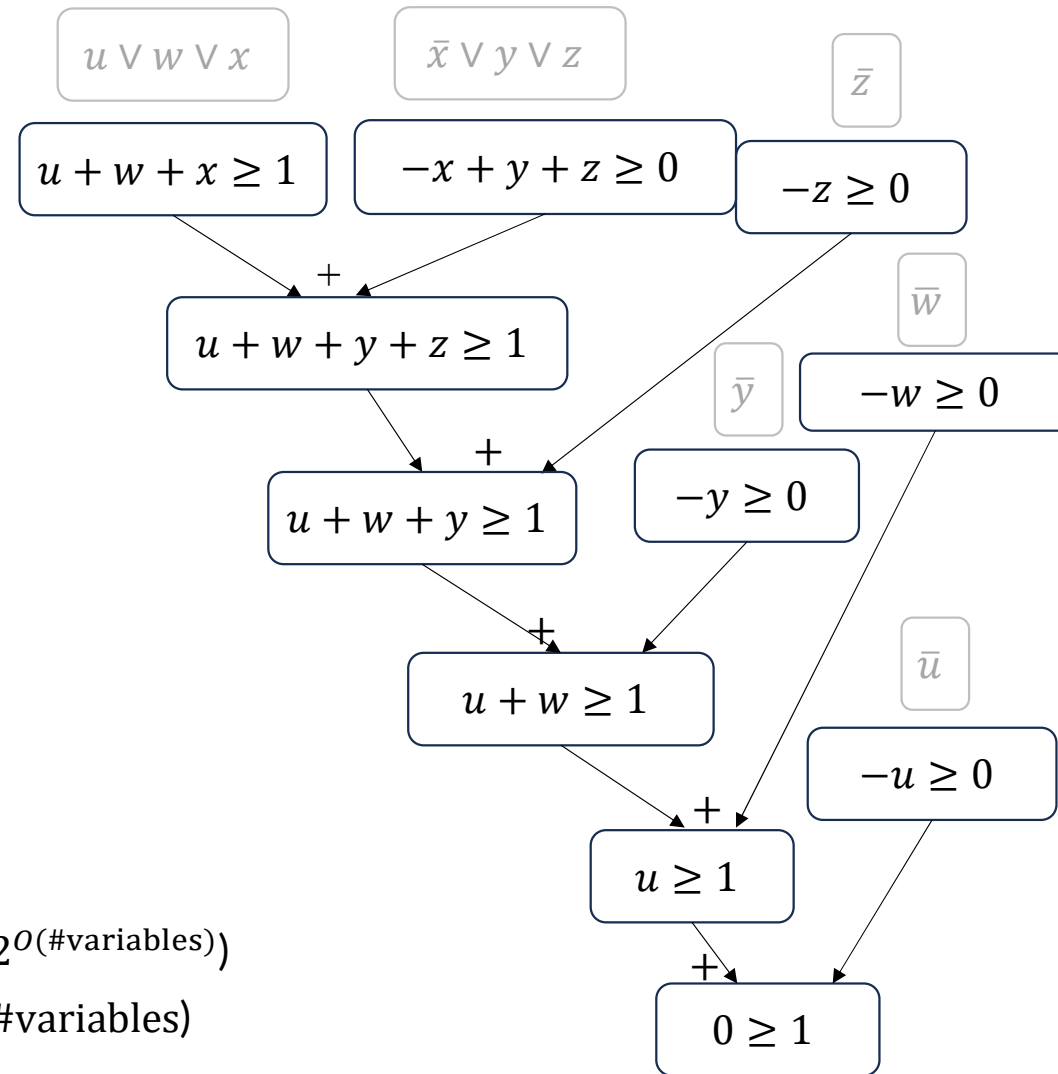 u ∨ w ∨ x
x̄ ∨ y ∨ z
z̄
u + w + x ≥ 1
−x + y + z ≥ 0
−z ≥ 0
+
w̄
u + w + y + z ≥ 1
ȳ
−w ≥ 0
+
u + w + y ≥ 1
−y ≥ 0
+
ū
u + w ≥ 1
−u ≥ 0
+
u ≥ 1
2^{O(#variables)})
+
#variables)
0 ≥ 1